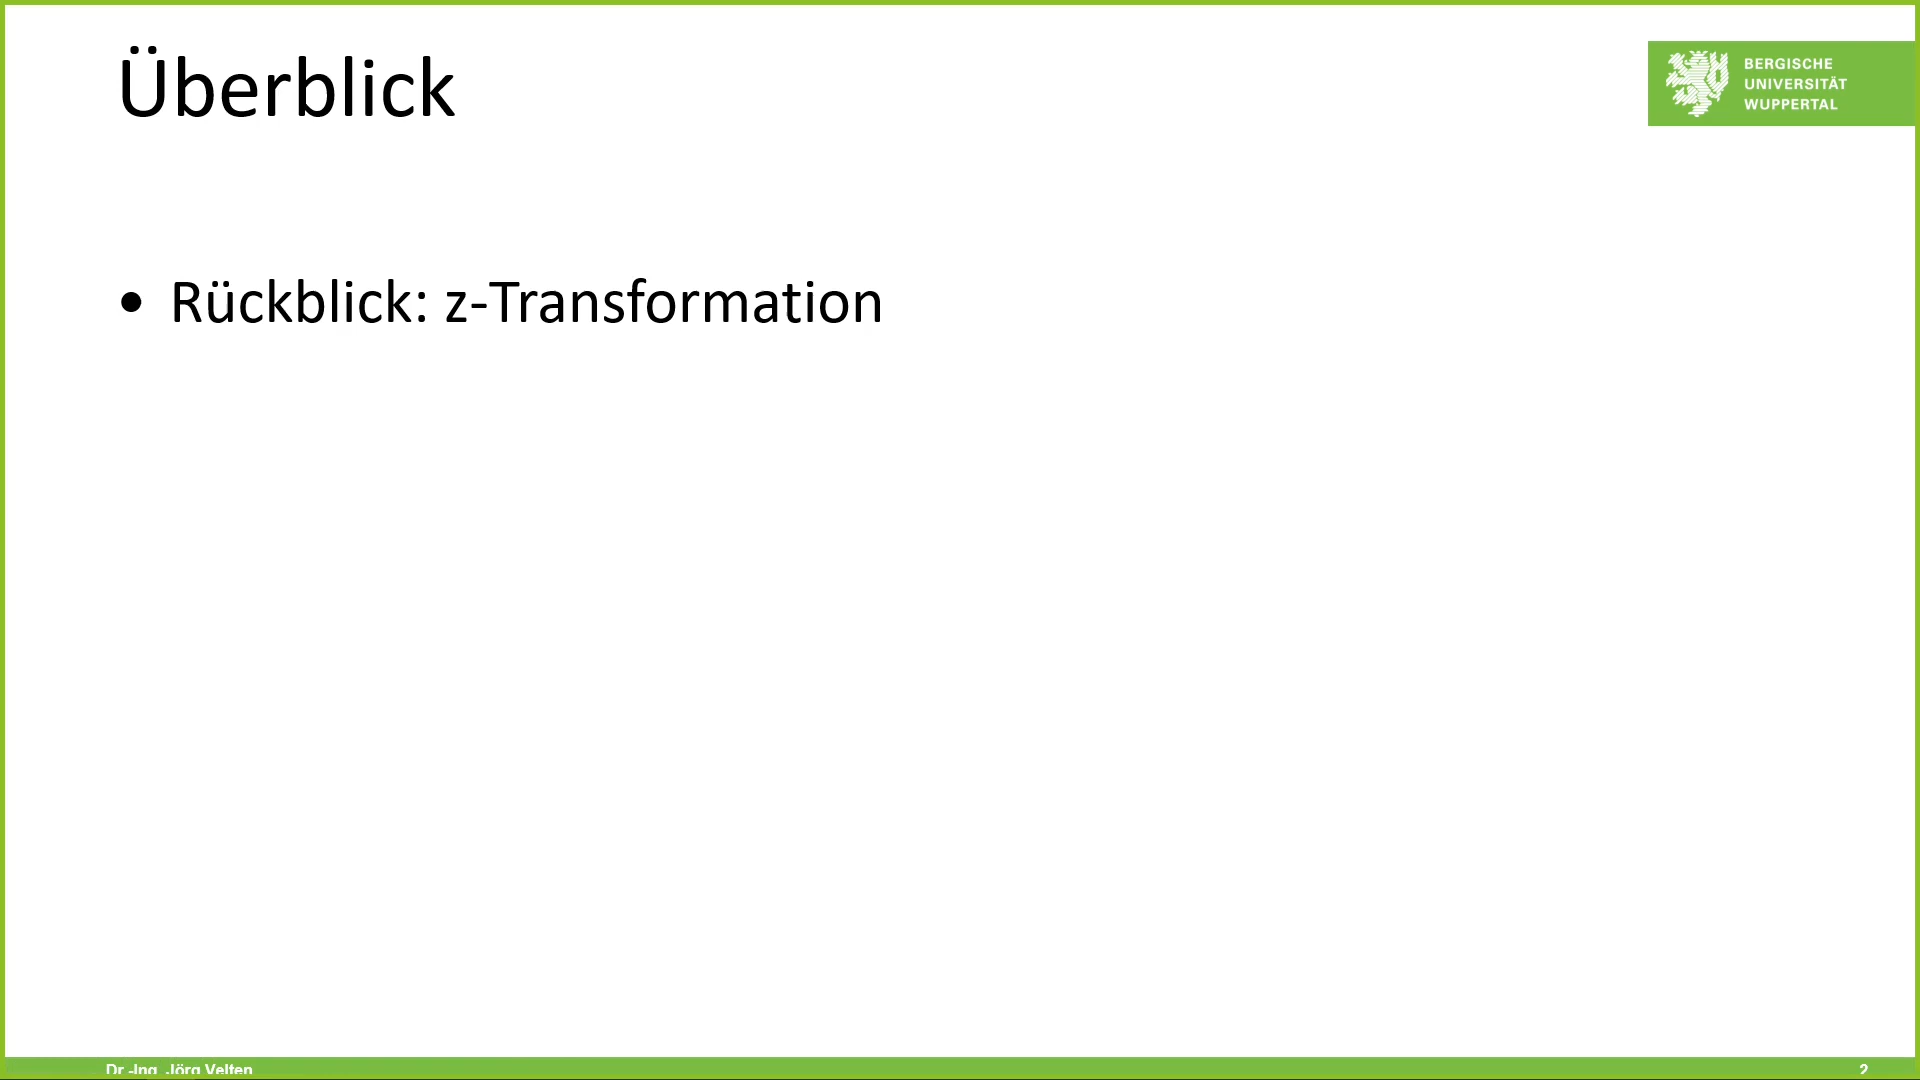 Überblick
BERGISCHE
UNIVERSITÄT
WUPPERTAL
• Rückblick: z-Transformation
Dr.-Ing. Jörg Velten
2